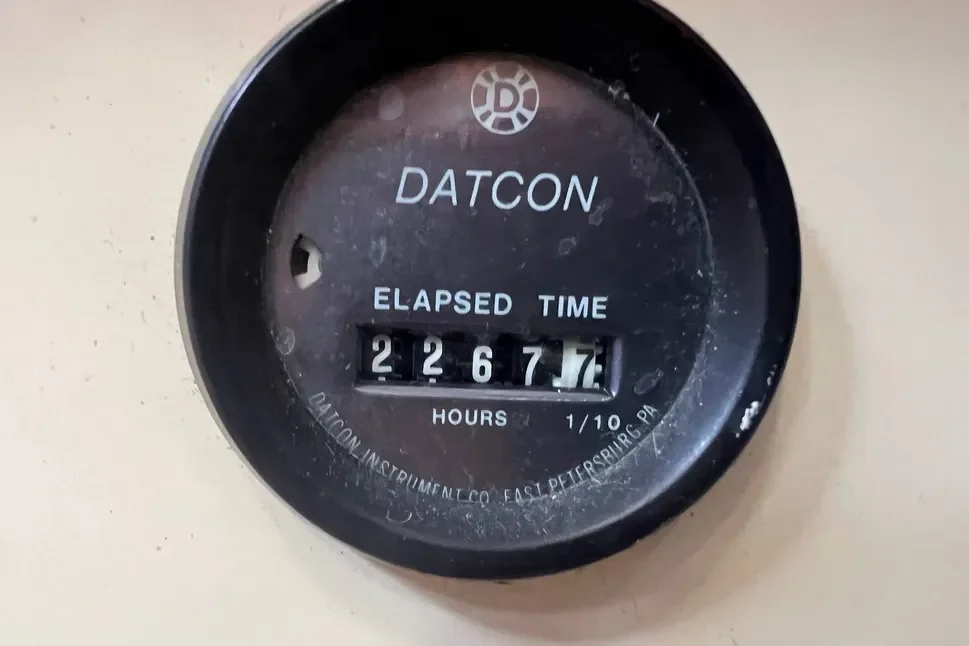 D
DATCON
ELAPSED TIME
2 2 6 7 .7
HOURS 1/10
DATCON INSTRUMENT CO. EAST PETERSBURG PA